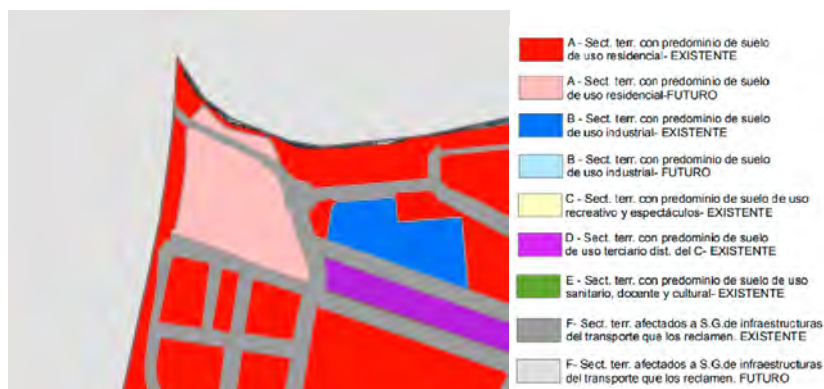 A - Sect. terr. con predominio de suelo
de uso residencial- EXISTENTE
A - Sect. terr. con predominio de suelo
de uso residencial-FUTURO
B - Sect. terr. con predominio de suelo
de uso industrial- EXISTENTE
B - Sect. terr. con predominio de suelo
de uso industrial- FUTURO
C - Sect. terr. con predominio de suelo de uso
recreativo y espectáculos- EXISTENTE
D - Sect. terr. con predominio de suelo
de uso terciario dist. del C- EXISTENTE
E - Sect. terr. con predominio de suelo de uso
sanitario, docente y cultural- EXISTENTE
F- Sect. terr. afectados a S.G.de infraestructuras
del transporte que los reclamen. EXISTENTE
F- Sect. terr. afectados a S.G.de infraestructuras
del transporte que los reclamen. FUTURO